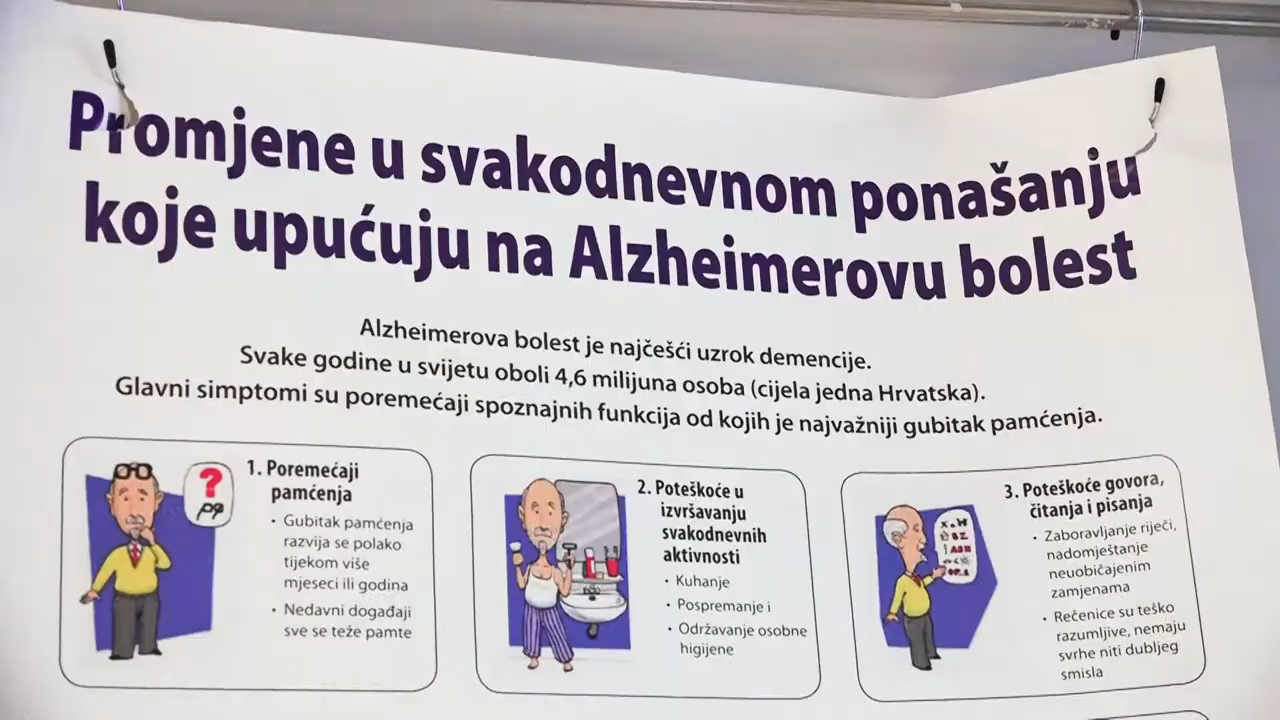 Promjene u svakodnevnom ponašanju
koje upućuju na Alzheimerovu bolest
Alzheimerova bolest je najčešći uzrok demencije.
Svake godine u svijetu oboli 4,6 milijuna osoba (cijela jedna Hrvatska).
Glavni simptomi su poremećaji spoznajnih funkcija od kojih je najvažniji gubitak pamćenja.
?
1. Poremećaji
pamćenja
• Gubitak pamćenja
razvija se polako
tijekom više
mjeseci ili godina
• Nedavni događaji
sve se teže pamte
2. Poteškoće u
izvršavanju
svakodnevnih
aktivnosti
• Kuhanje
• Pospremanje i
• Održavanje osobne
higijene
3. Poteškoće govora,
čitanja i pisanja
• Zaboravljanje riječi,
nadomještanje
neuobičajenim
zamjenama
• Rečenice su teško
razumljive, nemaju
svrhe niti dubljeg
smisla